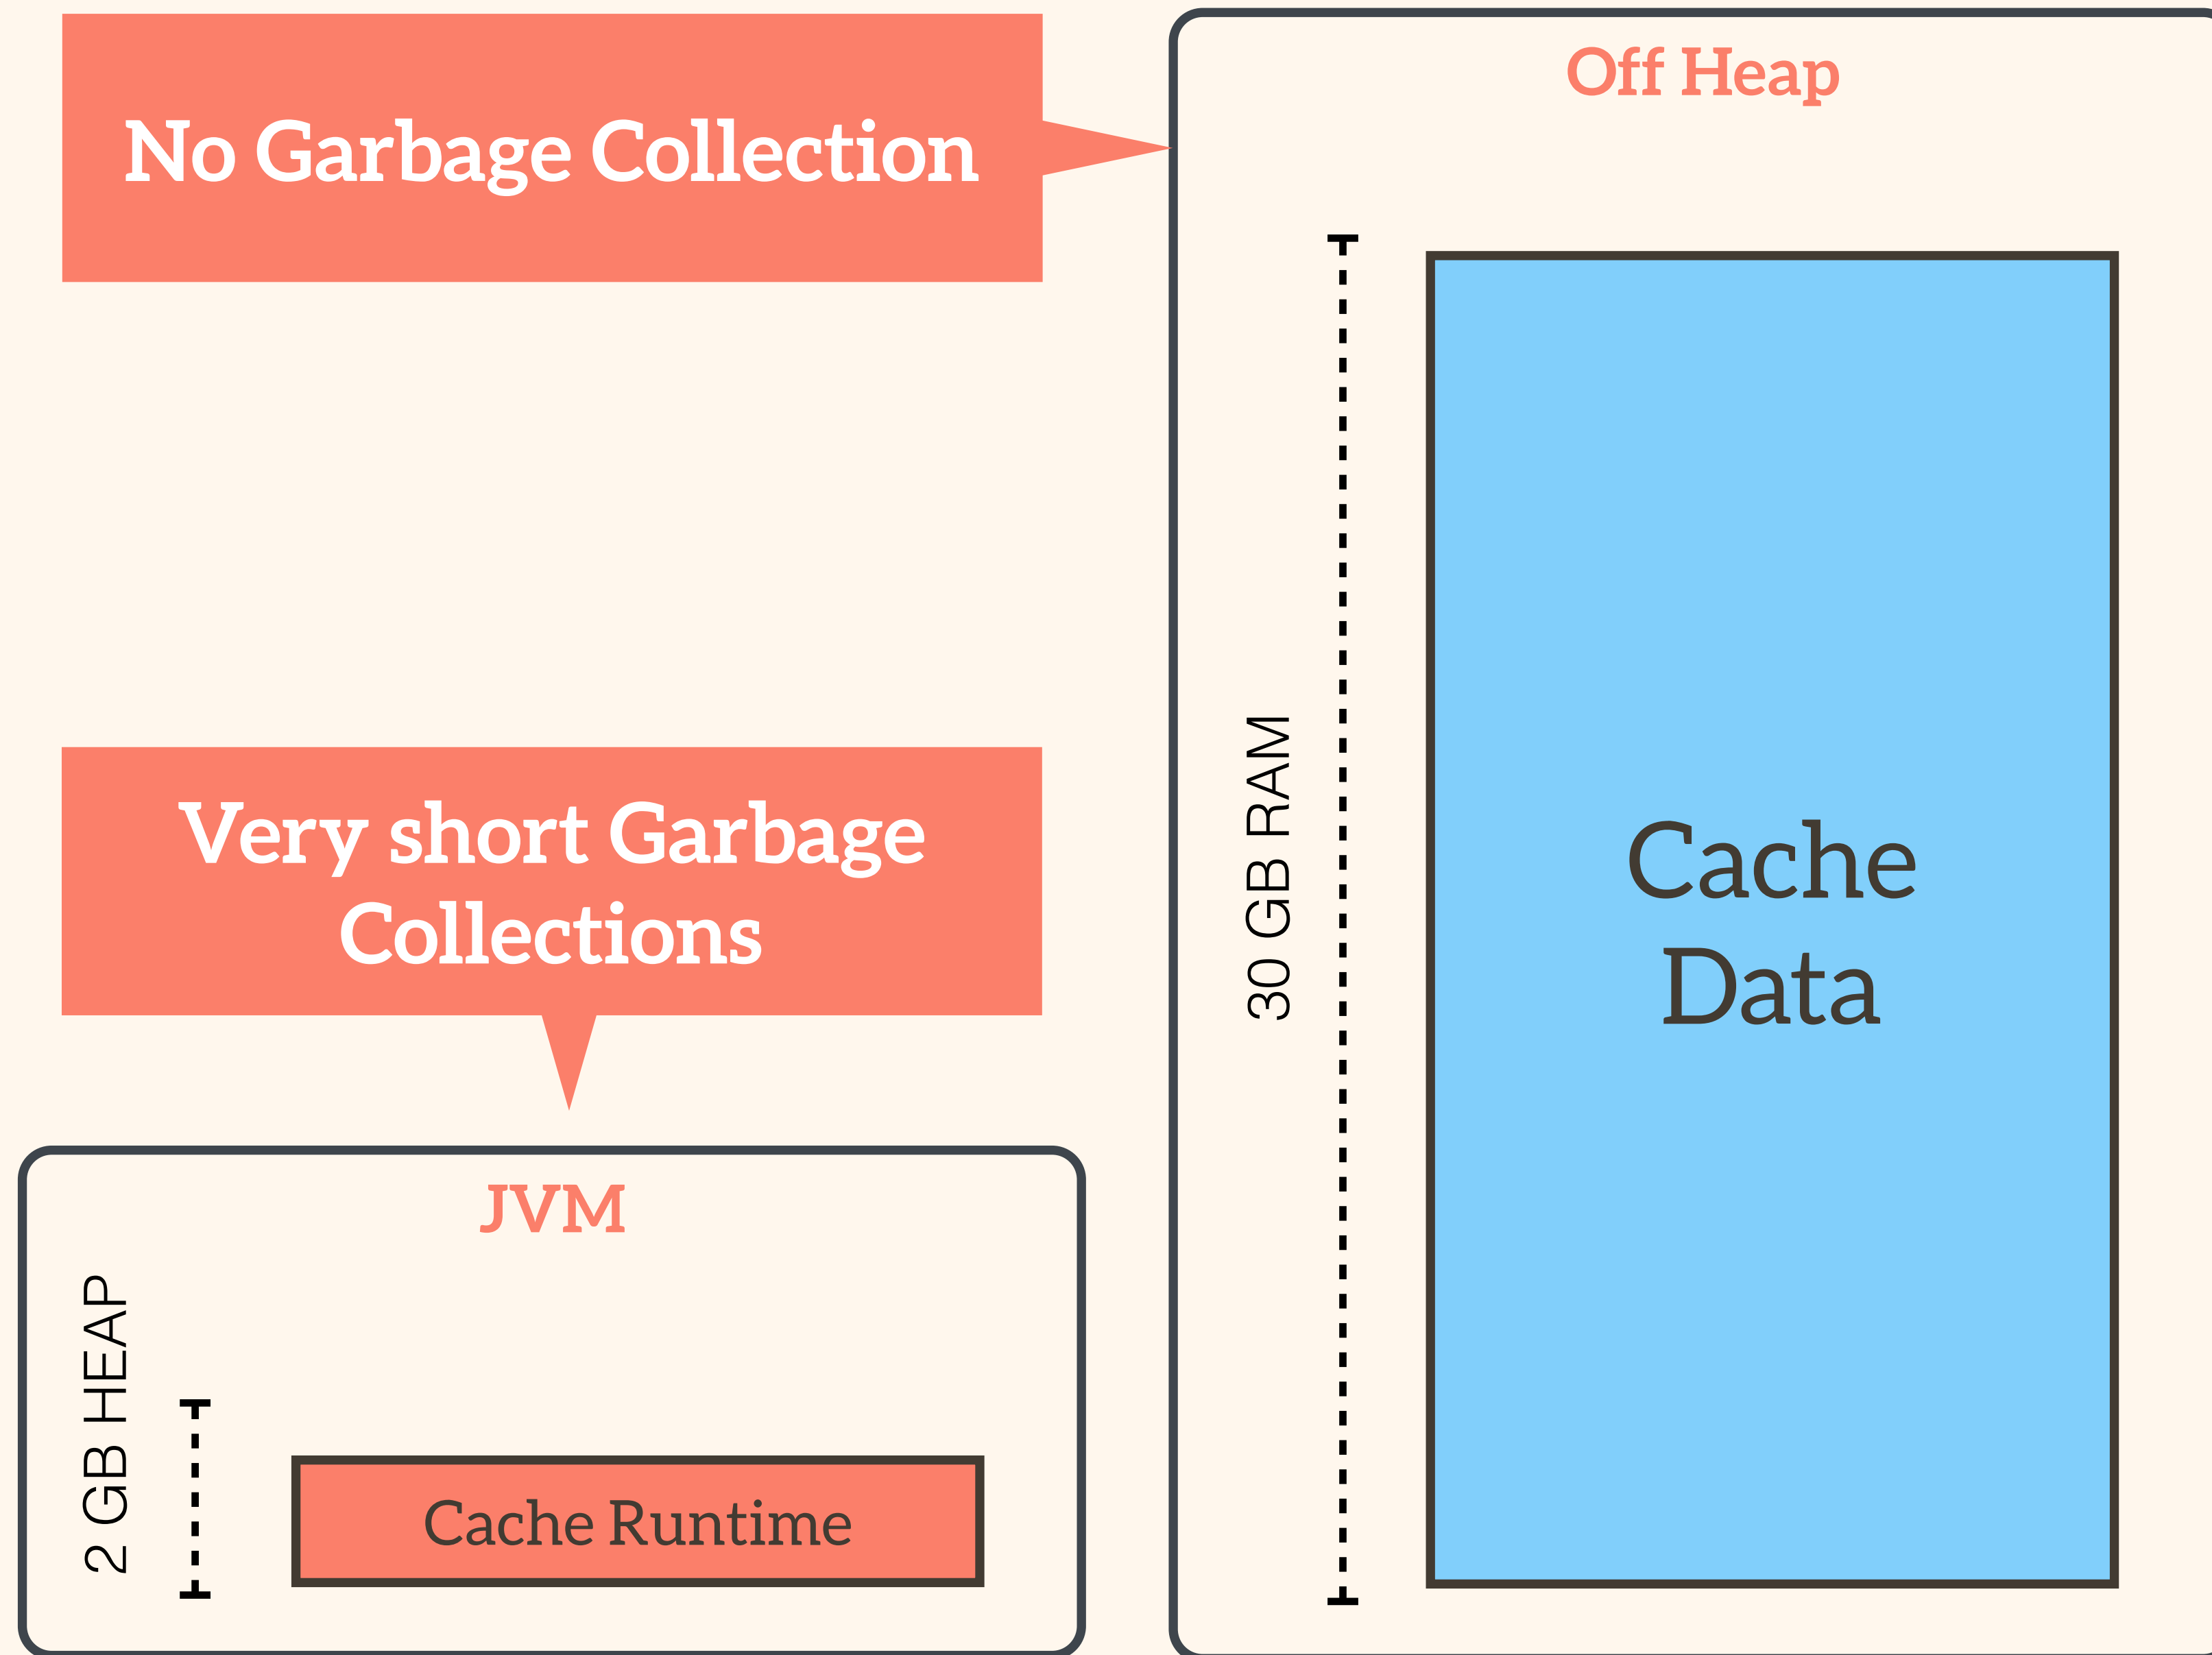 No Garbage Collection
Very short Garbage
Collections
JVM
2 GB HEAP
Cache Runtime
Off Heap
30 GB RAM
Cache
Data